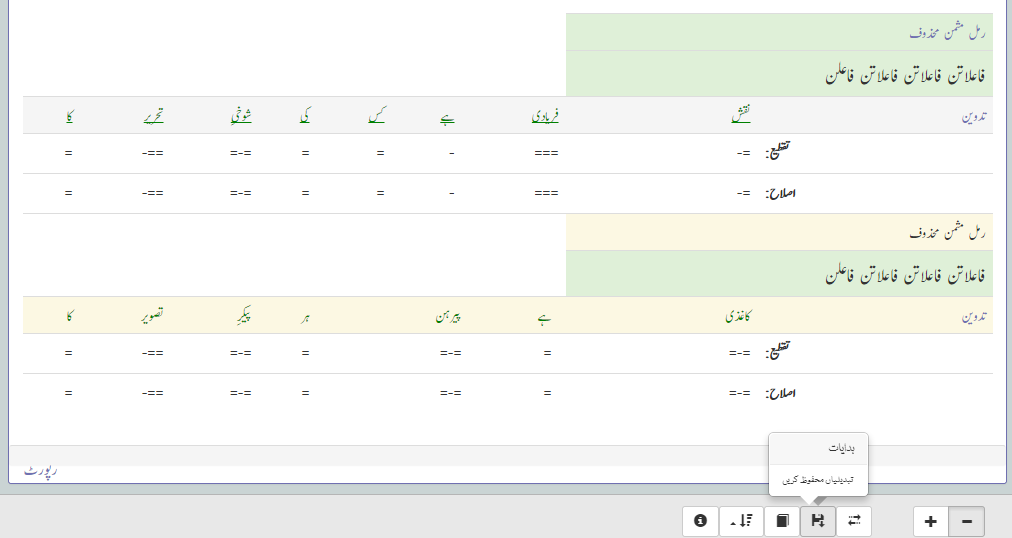 رمل مثمن محذوف
فاعلاتن فاعلاتن فاعلاتن فاعلن
تدوین نقش فریادی ہے کس کی شوخیِ تحریر کا
تقطیع: -= === - = = =-= -== =
اصلاح: -= === - = = =-= -== =
رمل مثمن محذوف
فاعلاتن فاعلاتن فاعلاتن فاعلن
تدوین کاغذی ہے پیرہن ہر پیکرِ تصویر کا
تقطیع: =-= = =-= = =-= -== =
اصلاح: =-= = =-= = =-= -== =
رپورٹ
ہدایات
تبدیلیاں محفوظ کریں